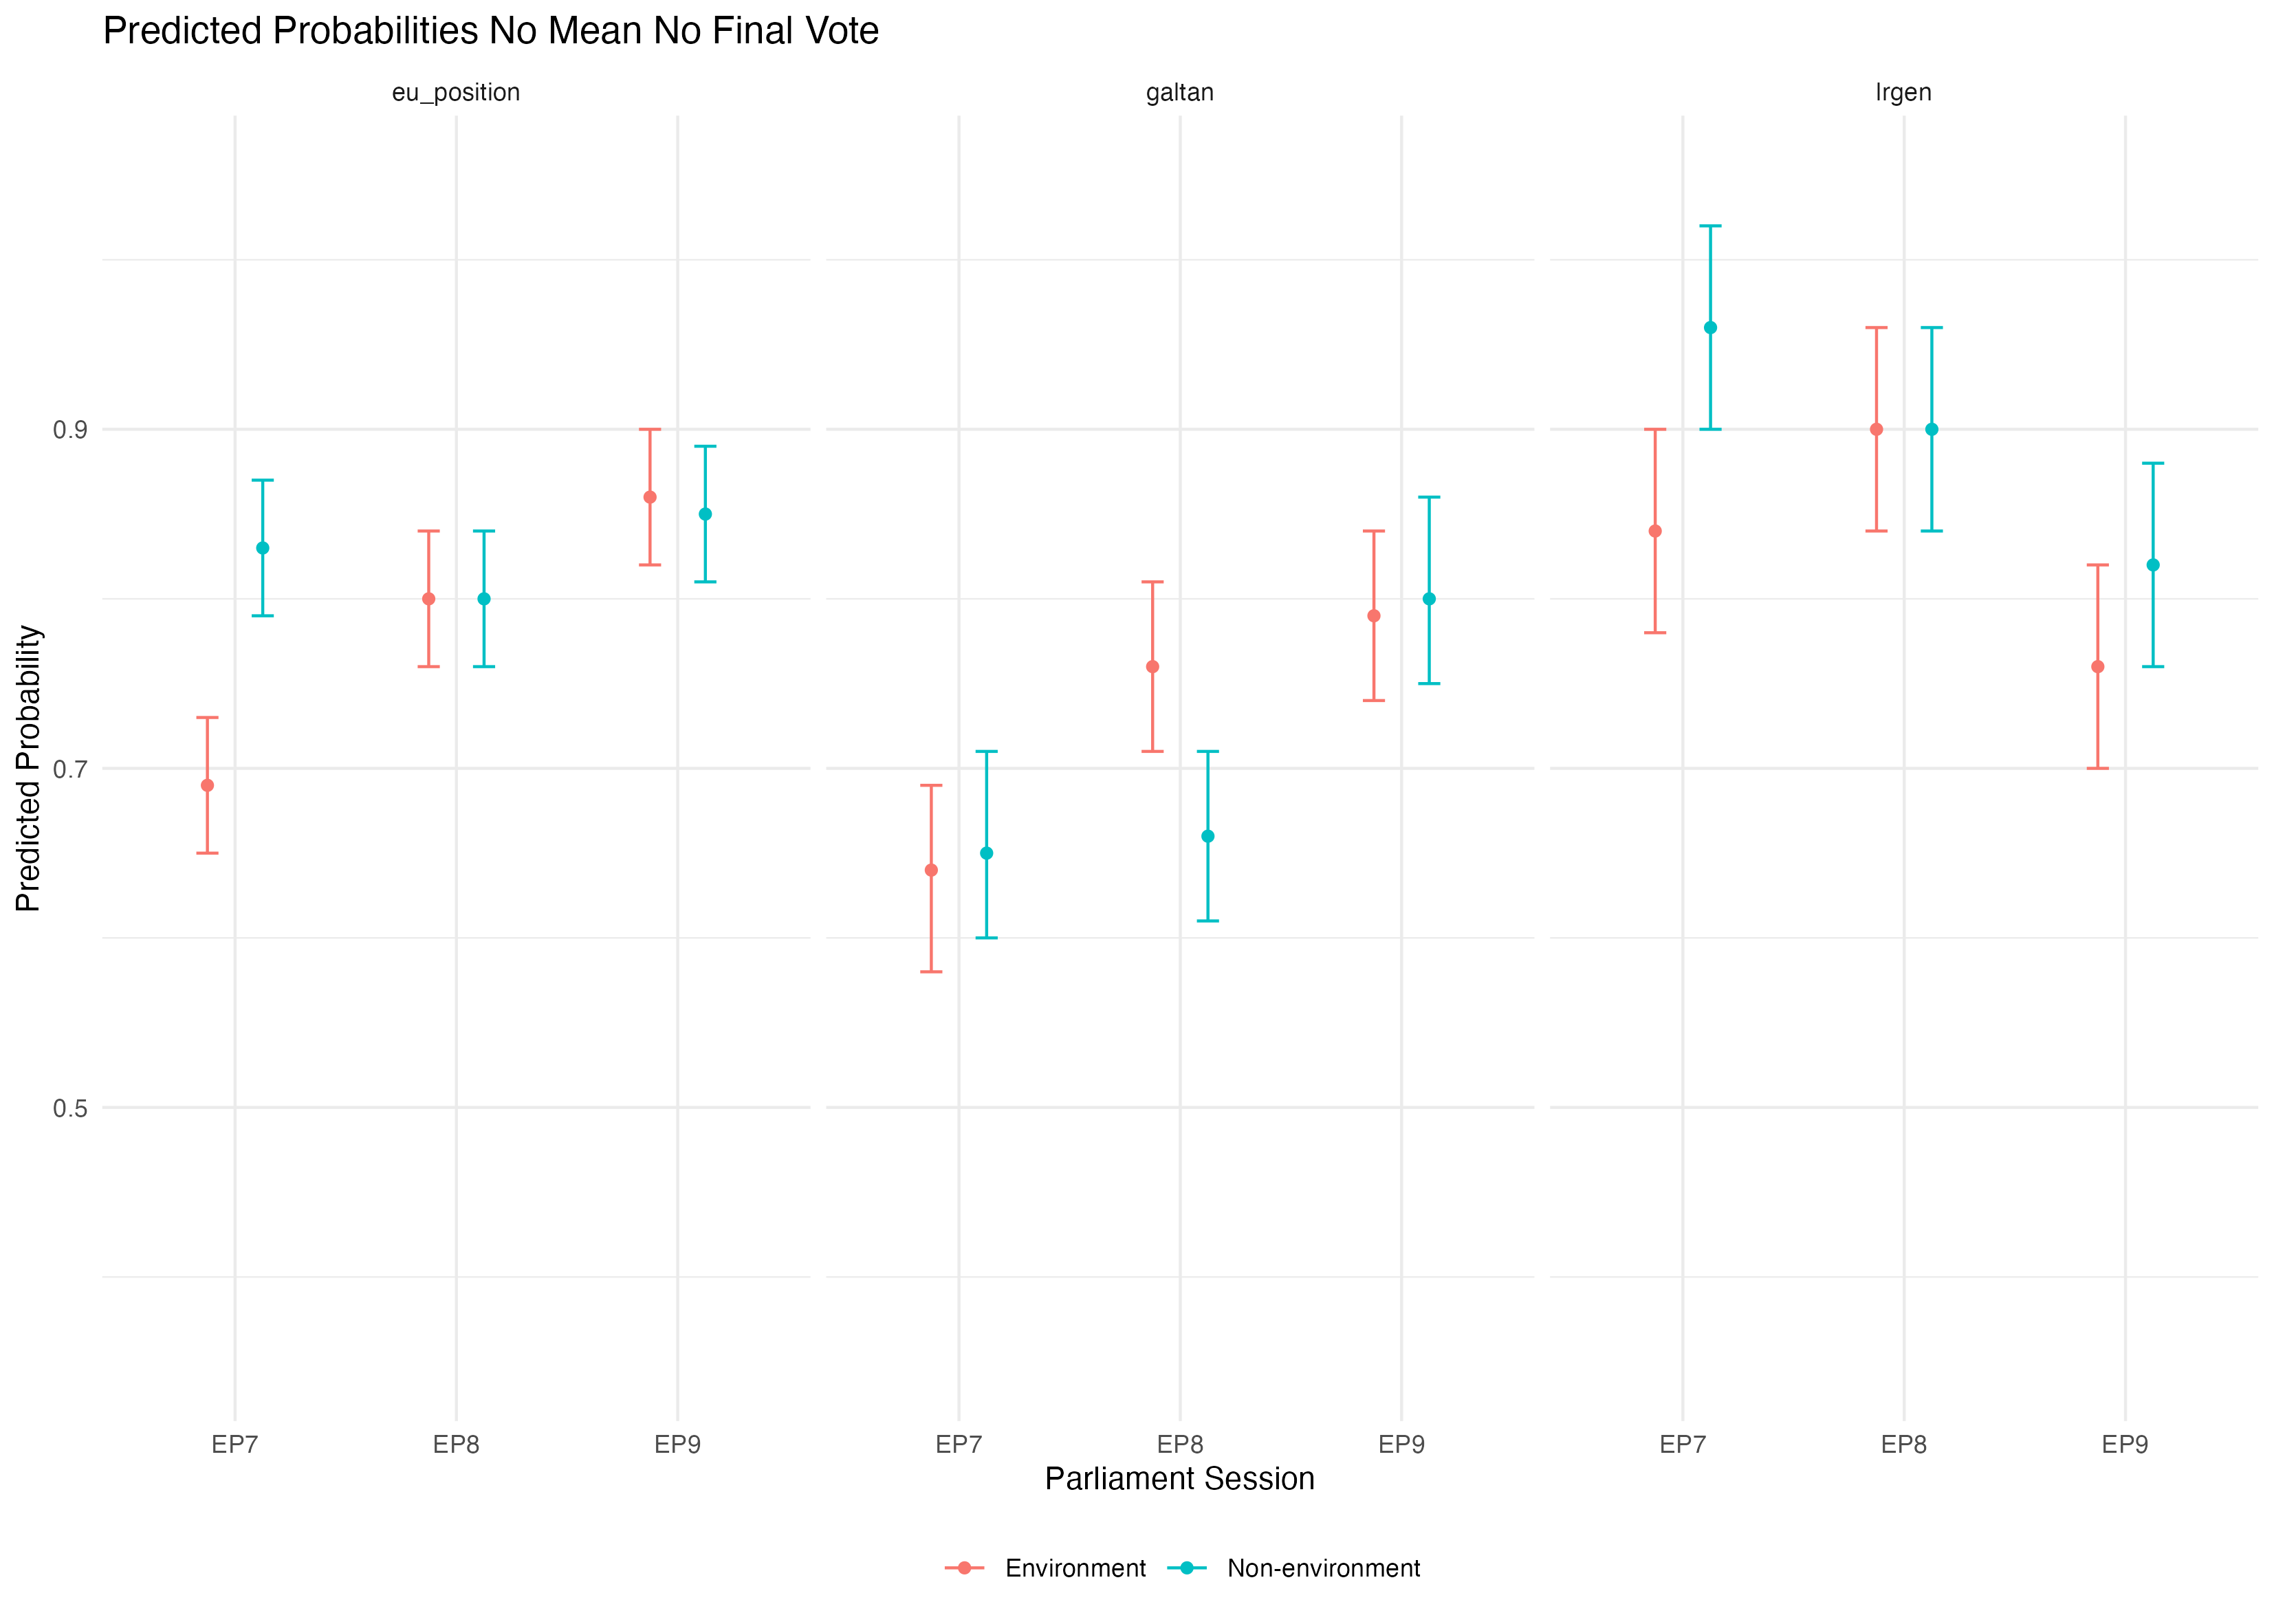 Predicted Probabilities No Mean No Final Vote
eu_position
galtan
lrgen
Predicted Probability
0.9
0.7
0.5
EP7 EP8 EP9
EP7 EP8 EP9
EP7 EP8 EP9
Parliament Session
Environment Non-environment